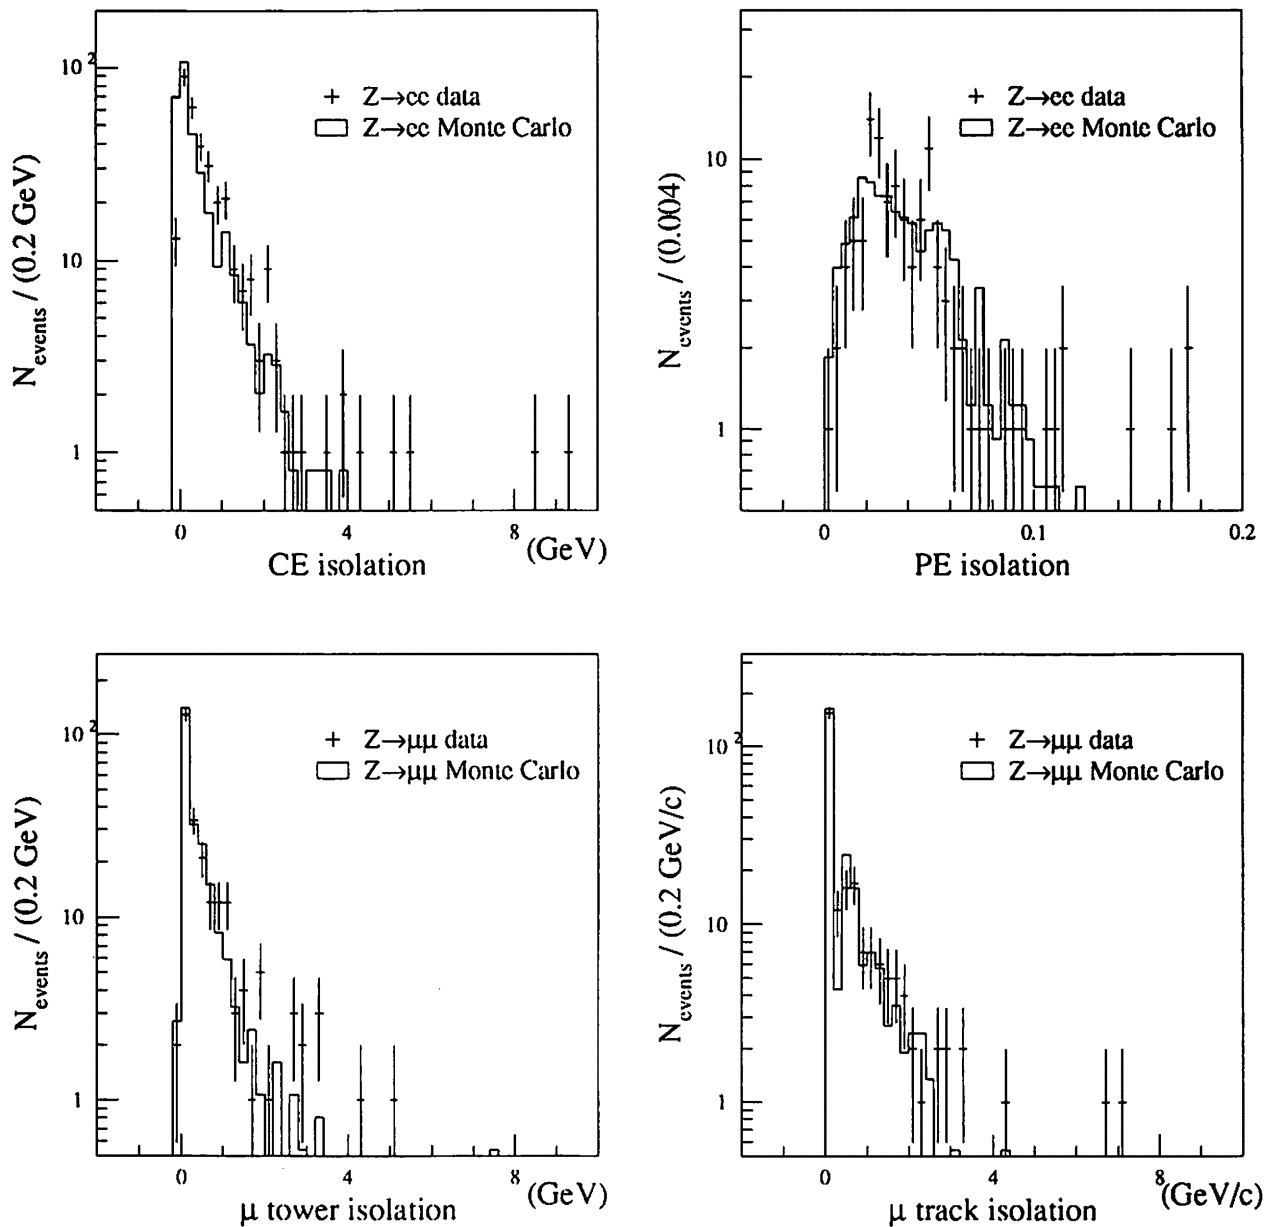 10²
10
1
N_events / (0.2 GeV)
Z→ee data
Z→ee Monte Carlo
0 4 8
(GeV)
CE isolation
10
1
N_events / (0.004)
Z→ee data
Z→ee Monte Carlo
0 0.1 0.2
PE isolation
10²
10
1
N_events / (0.2 GeV)
Z→μμ data
Z→μμ Monte Carlo
0 4 8
(GeV)
μ tower isolation
10²
10
1
N_events / (0.2 GeV/c)
Z→μμ data
Z→μμ Monte Carlo
0 4 8
(GeV/c)
μ track isolation